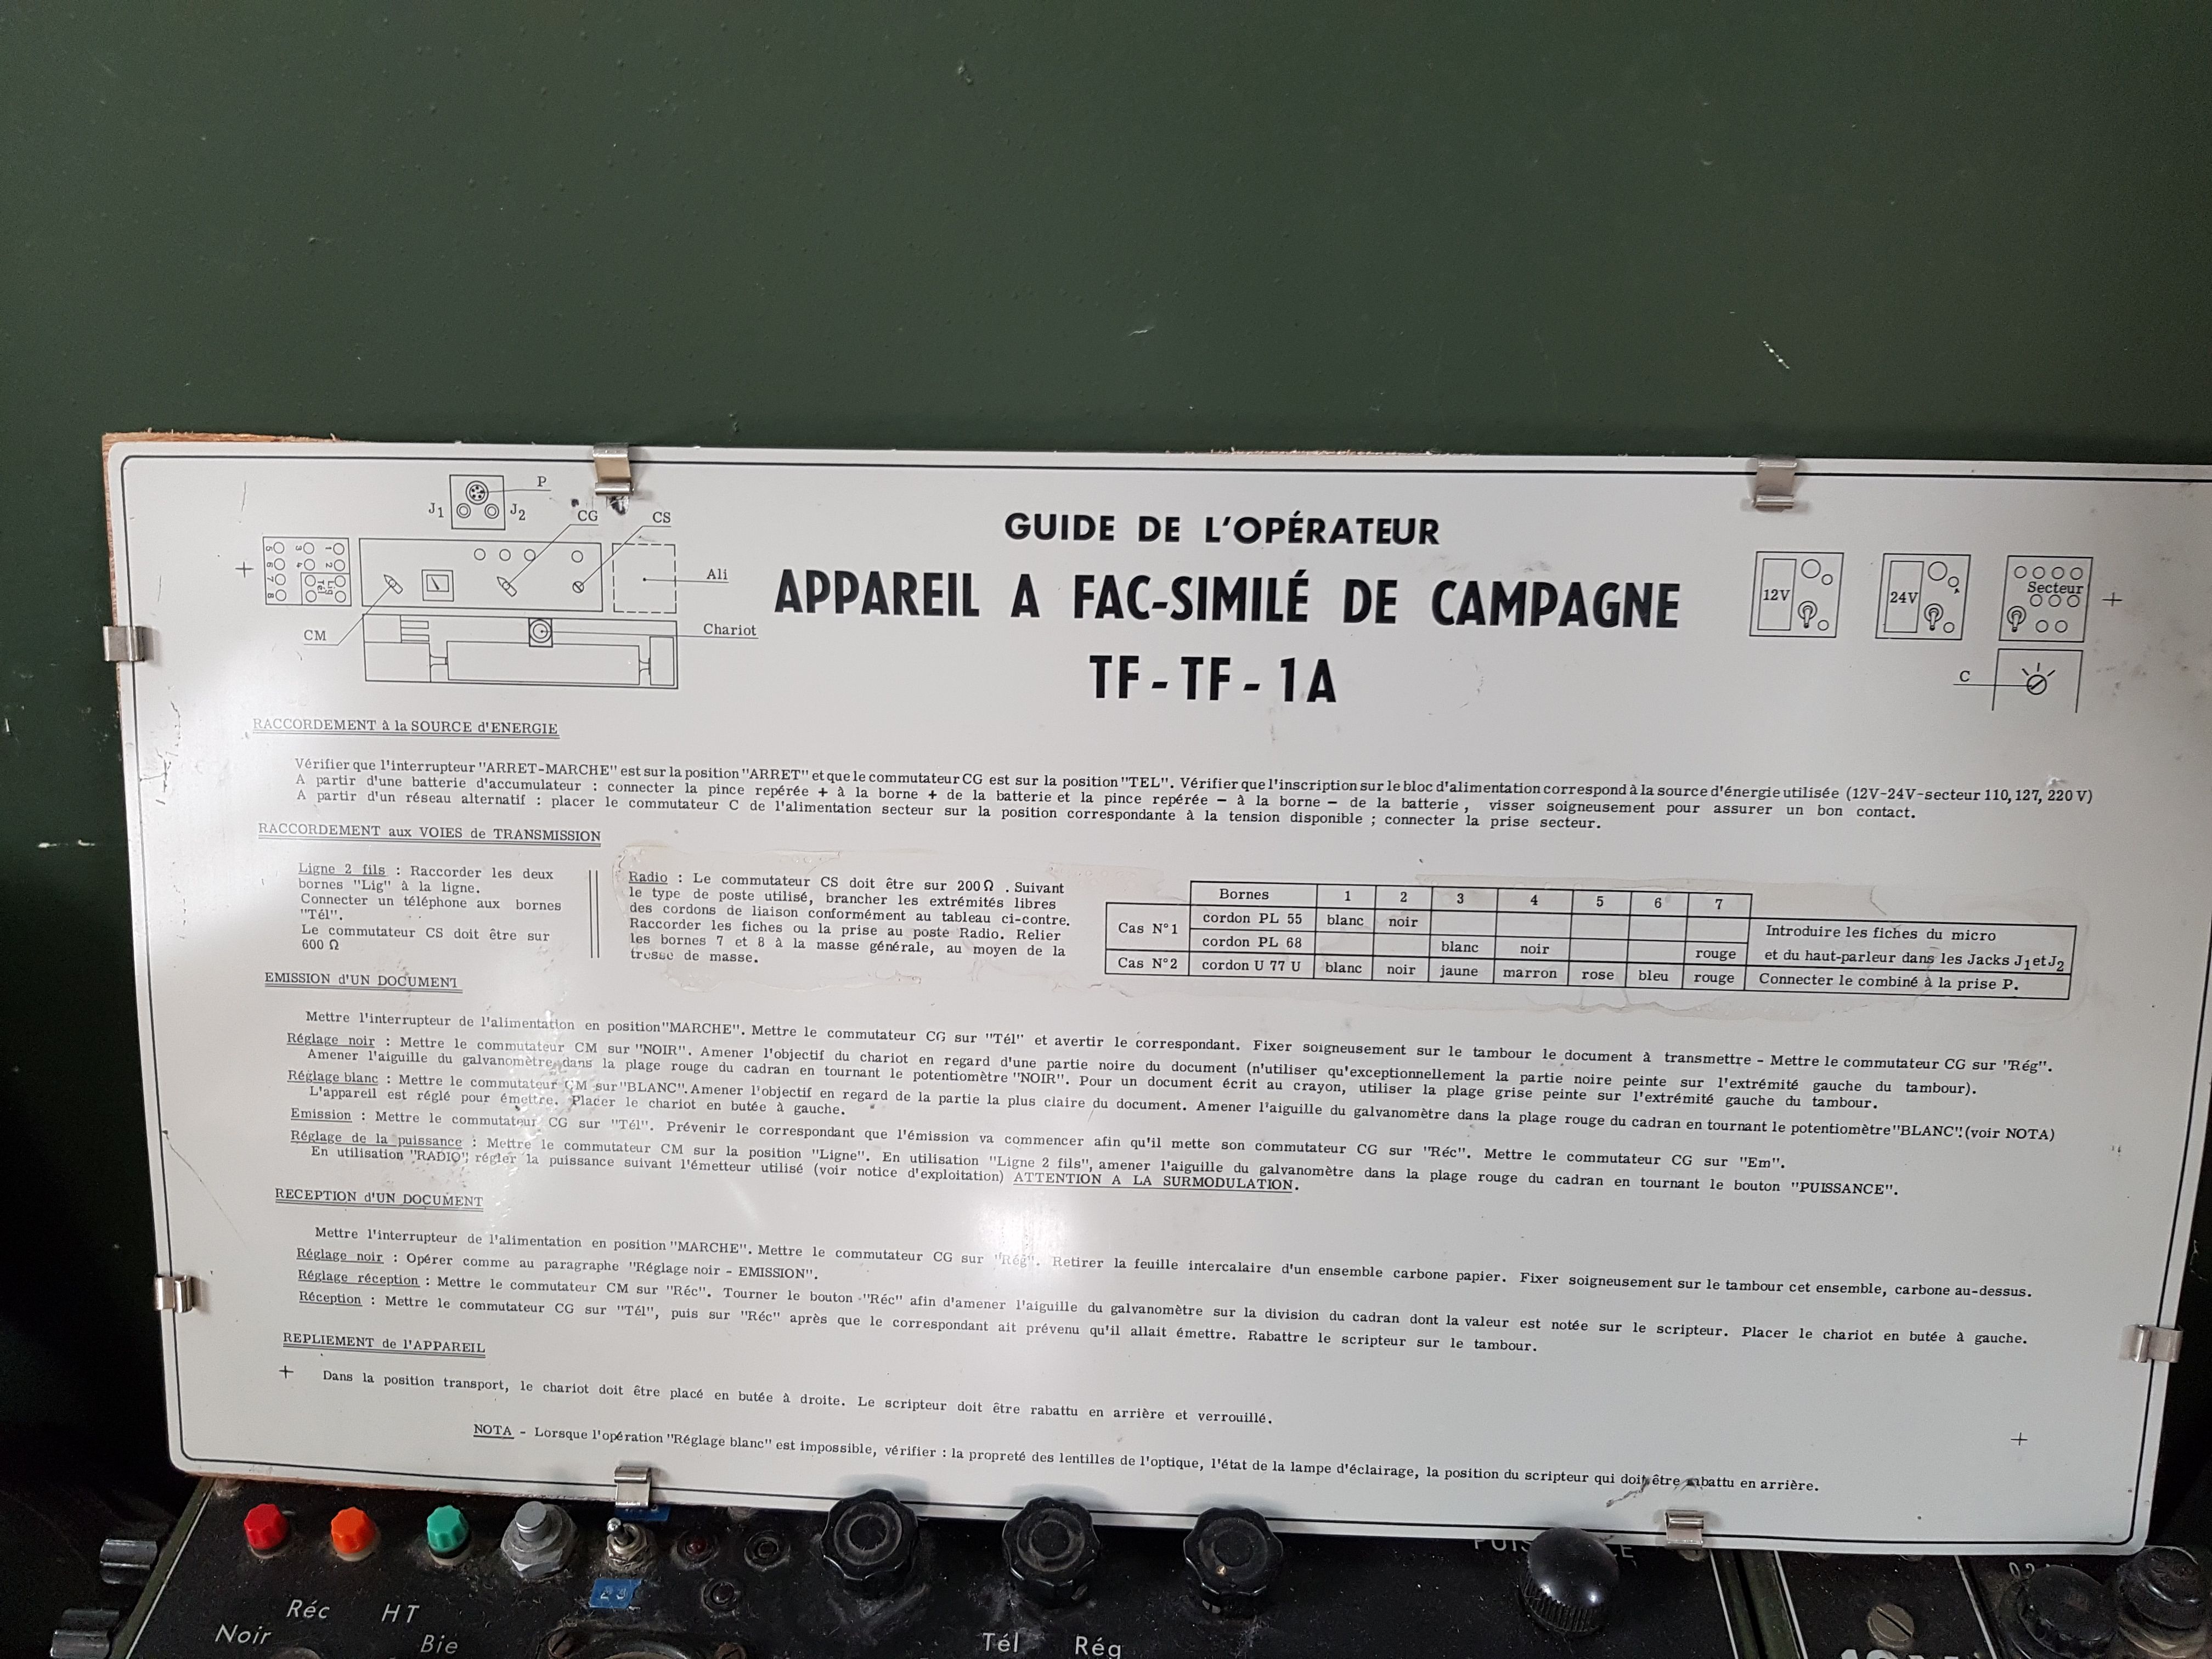 P
J1 J2
CG CS
5 3 1
6 4 2
7 Lig
8 Tél
Ali
CM
Chariot
GUIDE DE L'OPÉRATEUR
APPAREIL A FAC-SIMILÉ DE CAMPAGNE
TF-TF-1A
12V
24V
Secteur
C
RACCORDEMENT à la SOURCE d'ENERGIE
Vérifier que l'interrupteur "ARRET-MARCHE" est sur la position "ARRET" et que le commutateur CG est sur la position "TEL". Vérifier que l'inscription sur le bloc d'alimentation correspond à la source d'énergie utilisée (12V-24V-secteur 110, 127, 220 V)
A partir d'une batterie d'accumulateur : connecter la pince repérée + à la borne + de la batterie et la pince repérée - à la borne - de la batterie, visser soigneusement pour assurer un bon contact.
A partir d'un réseau alternatif : placer le commutateur C de l'alimentation secteur sur la position correspondante à la tension disponible ; connecter la prise secteur.
RACCORDEMENT aux VOIES de TRANSMISSION
Ligne 2 fils : Raccorder les deux
bornes "Lig" à la ligne.
Connecter un téléphone aux bornes
"Tél".
Le commutateur CS doit être sur
600 Ω
Radio : Le commutateur CS doit être sur 200 Ω . Suivant
le type de poste utilisé, brancher les extrémités libres
des cordons de liaison conformément au tableau ci-contre.
Raccorder les fiches ou la prise au poste Radio. Relier
les bornes 7 et 8 à la masse générale, au moyen de la
tresse de masse.
Bornes 1 2 3 4 5 6 7
Cas N°1 cordon PL 55 blanc noir Introduire les fiches du micro
cordon PL 68 blanc noir rouge et du haut-parleur dans les Jacks J1 et J2
Cas N°2 cordon U 77 U blanc noir jaune marron rose bleu rouge Connecter le combiné à la prise P.
EMISSION d'UN DOCUMENT
Mettre l'interrupteur de l'alimentation en position "MARCHE". Mettre le commutateur CG sur "Tél" et avertir le correspondant. Fixer soigneusement sur le tambour le document à transmettre - Mettre le commutateur CG sur "Rég".
Réglage noir : Mettre le commutateur CM sur "NOIR". Amener l'objectif du chariot en regard d'une partie noire du document (n'utiliser qu'exceptionnellement la partie noire peinte sur l'extrémité gauche du tambour).
Amener l'aiguille du galvanomètre dans la plage rouge du cadran en tournant le potentiomètre "NOIR". Pour un document écrit au crayon, utiliser la plage grise peinte sur l'extrémité gauche du tambour.
Réglage blanc : Mettre le commutateur CM sur "BLANC". Amener l'objectif en regard de la partie la plus claire du document. Amener l'aiguille du galvanomètre dans la plage rouge du cadran en tournant le potentiomètre "BLANC". (voir NOTA)
L'appareil est réglé pour émettre. Placer le chariot en butée à gauche.
Emission : Mettre le commutateur CG sur "Tél". Prévenir le correspondant que l'émission va commencer afin qu'il mette son commutateur CG sur "Réc". Mettre le commutateur CG sur "Em".
Réglage de la puissance : Mettre le commutateur CM sur la position "Ligne". En utilisation "Ligne 2 fils", amener l'aiguille du galvanomètre dans la plage rouge du cadran en tournant le bouton "PUISSANCE".
En utilisation "RADIO", régler la puissance suivant l'émetteur utilisé (voir notice d'exploitation) ATTENTION A LA SURMODULATION.
RECEPTION d'UN DOCUMENT
Mettre l'interrupteur de l'alimentation en position "MARCHE". Mettre le commutateur CG sur "Rég". Retirer la feuille intercalaire d'un ensemble carbone papier. Fixer soigneusement sur le tambour cet ensemble, carbone au-dessus.
Réglage noir : Opérer comme au paragraphe "Réglage noir - EMISSION".
Réglage réception : Mettre le commutateur CM sur "Réc". Tourner le bouton "Réc" afin d'amener l'aiguille du galvanomètre sur la division du cadran dont la valeur est notée sur le scripteur. Placer le chariot en butée à gauche.
Réception : Mettre le commutateur CG sur "Tél", puis sur "Réc" après que le correspondant ait prévenu qu'il allait émettre. Rabattre le scripteur sur le tambour.
REPLIEMENT de l'APPAREIL
Dans la position transport, le chariot doit être placé en butée à droite. Le scripteur doit être rabattu en arrière et verrouillé.
NOTA - Lorsque l'opération "Réglage blanc" est impossible, vérifier : la propreté des lentilles de l'optique, l'état de la lampe d'éclairage, la position du scripteur qui doit être rabattu en arrière.
23
Réc HT
Noir Bie
Tél Rég